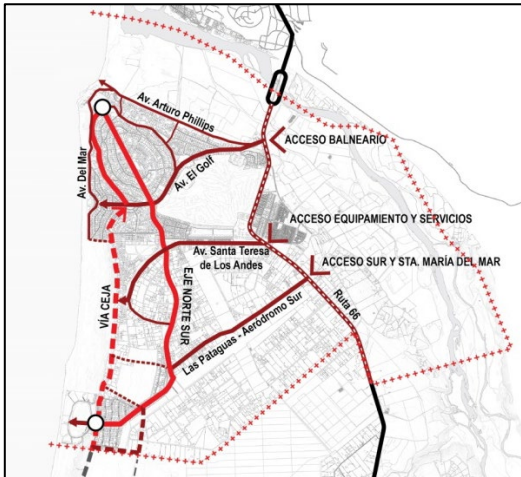 Av. Arturo Phillips
ACCESO BALNEARIO
Av. Del Mar
Av. El Golf
ACCESO EQUIPAMIENTO Y SERVICIOS
Av. Santa Teresa
de Los Andes
ACCESO SUR Y STA. MARÍA DEL MAR
VÍA CEJA
EJE NORTE SUR
Ruta 66
Las Pataguas - Aeródromo Sur